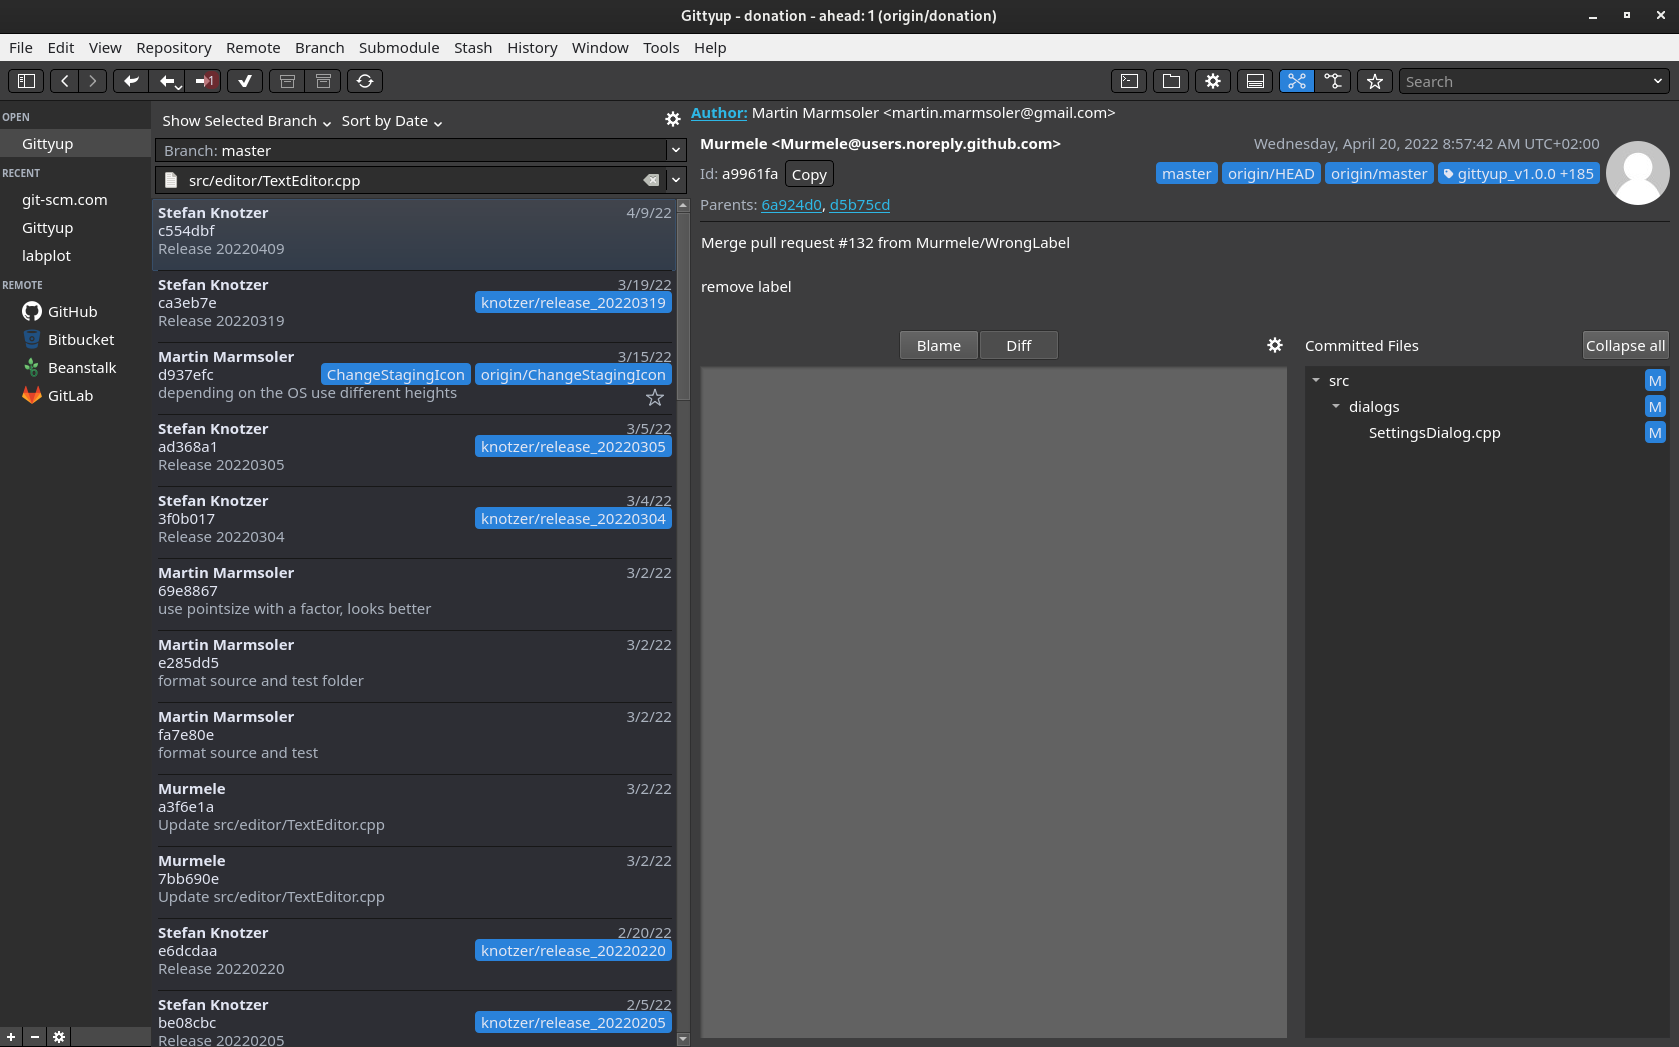 Gittyup - donation - ahead: 1 (origin/donation)
File Edit View Repository Remote Branch Submodule Stash History Window Tools Help
1
Search
OPEN
Gittyup
RECENT
git-scm.com
Gittyup
labplot
REMOTE
GitHub
Bitbucket
Beanstalk
GitLab
Show Selected Branch Sort by Date
Branch: master
src/editor/TextEditor.cpp
Stefan Knotzer 4/9/22
c554dbf
Release 20220409
Stefan Knotzer 3/19/22
ca3eb7e knotzer/release_20220319
Release 20220319
Martin Marmsoler 3/15/22
d937efc ChangeStagingIcon origin/ChangeStagingIcon
depending on the OS use different heights
Stefan Knotzer 3/5/22
ad368a1 knotzer/release_20220305
Release 20220305
Stefan Knotzer 3/4/22
3f0b017 knotzer/release_20220304
Release 20220304
Martin Marmsoler 3/2/22
69e8867
use pointsize with a factor, looks better
Martin Marmsoler 3/2/22
e285dd5
format source and test folder
Martin Marmsoler 3/2/22
fa7e80e
format source and test
Murmele 3/2/22
a3f6e1a
Update src/editor/TextEditor.cpp
Murmele 3/2/22
7bb690e
Update src/editor/TextEditor.cpp
Stefan Knotzer 2/20/22
e6dcdaa knotzer/release_20220220
Release 20220220
Stefan Knotzer 2/5/22
be08cbc knotzer/release_20220205
Release 20220205
Author: Martin Marmsoler <martin.marmsoler@gmail.com>
Murmele <Murmele@users.noreply.github.com> Wednesday, April 20, 2022 8:57:42 AM UTC+02:00
Id: a9961fa Copy master origin/HEAD origin/master gittyup_v1.0.0 +185
Parents: 6a924d0, d5b75cd
Merge pull request #132 from Murmele/WrongLabel
remove label
Blame Diff
Committed Files Collapse all
src M
dialogs M
SettingsDialog.cpp M